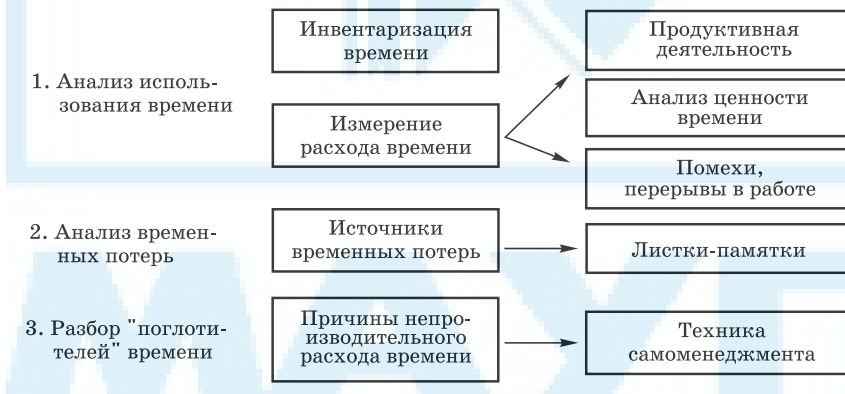 Инвентаризация
времени
Продуктивная
деятельность
1. Анализ исполь-
зования времени
Измерение
расхода времени
Анализ ценности
времени
Помехи,
перерывы в работе
2. Анализ времен-
ных потерь
Источники
временных потерь
Листки-памятки
3. Разбор "поглоти-
телей" времени
Причины непро-
изводительного
расхода времени
Техника
самоменеджмента
МАУП